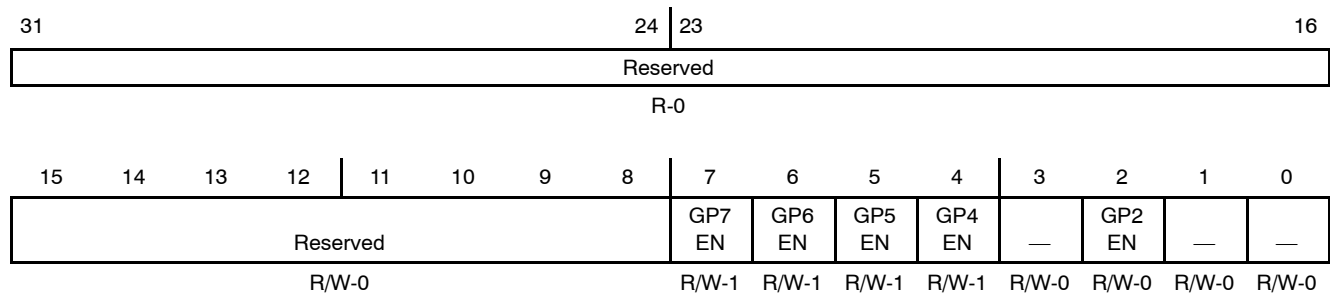 31 24 23 16
Reserved
R-0
15 14 13 12 11 10 9 8 7 6 5 4 3 2 1 0
GP7 GP6 GP5 GP4 GP2
Reserved EN EN EN EN — EN — —
R/W-0 R/W-1 R/W-1 R/W-1 R/W-1 R/W-0 R/W-0 R/W-0 R/W-0